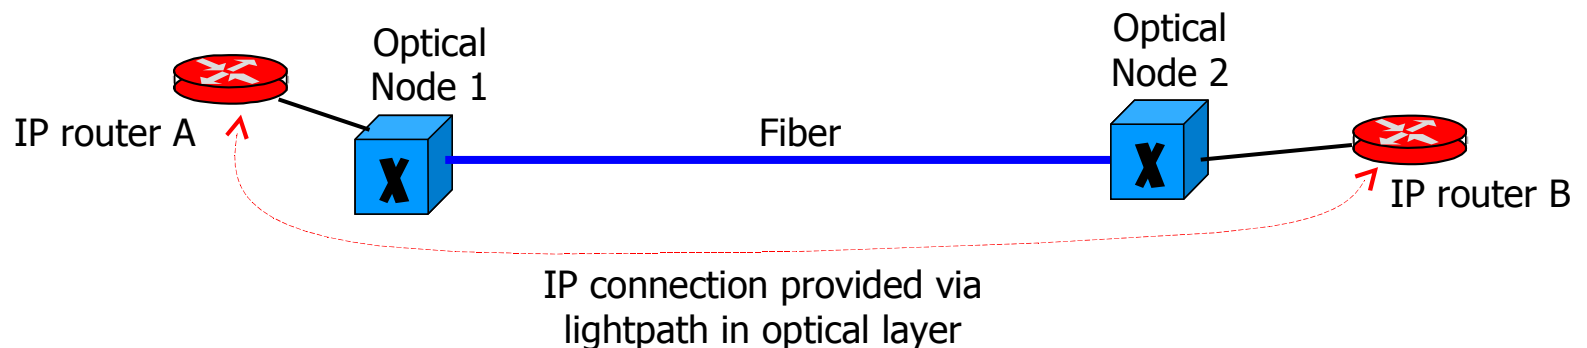 Optical
Node 1
Optical
Node 2
IP router A
Fiber
IP router B
IP connection provided via
lightpath in optical layer
X
X